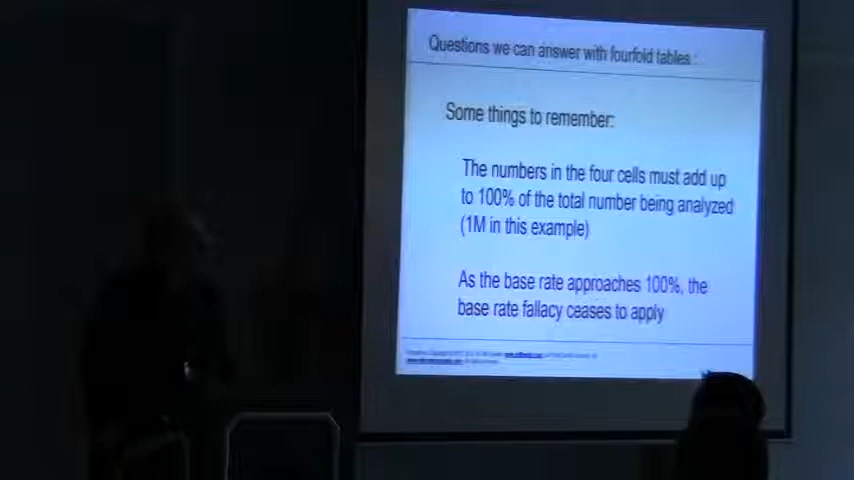 Questions we can answer with fourfold tables :
Some things to remember:
The numbers in the four cells must add up
to 100% of the total number being analyzed
(1M in this example)
As the base rate approaches 100%, the
base rate fallacy ceases to apply